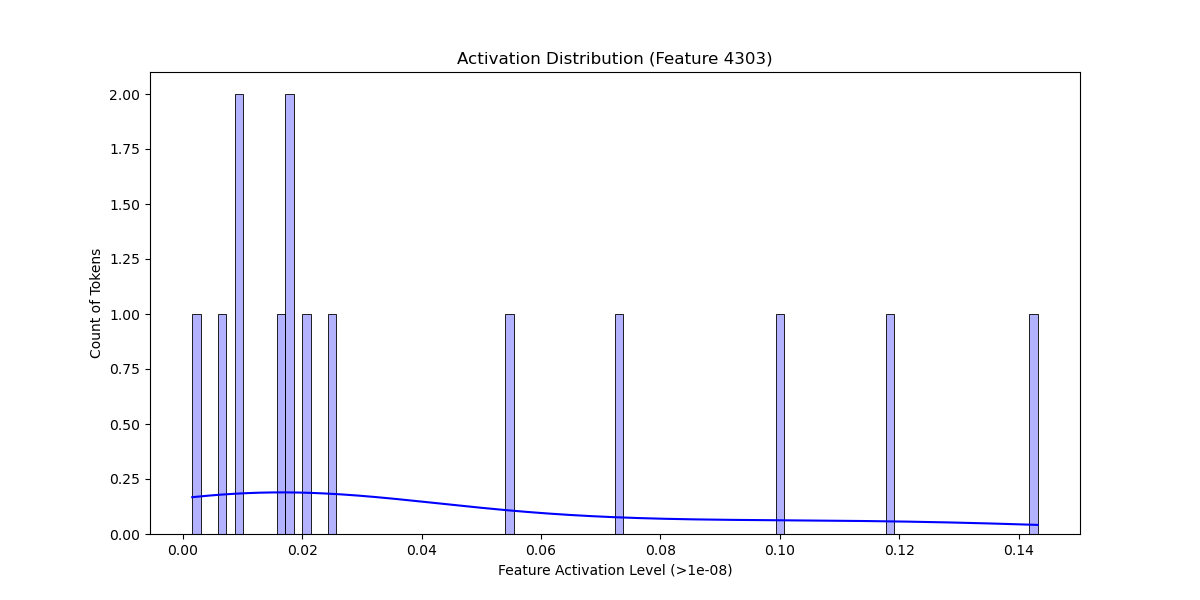 Activation Distribution (Feature 4303)
Count of Tokens
2.00
1.75
1.50
1.25
1.00
0.75
0.50
0.25
0.00
0.00 0.02 0.04 0.06 0.08 0.10 0.12 0.14
Feature Activation Level (>1e-08)